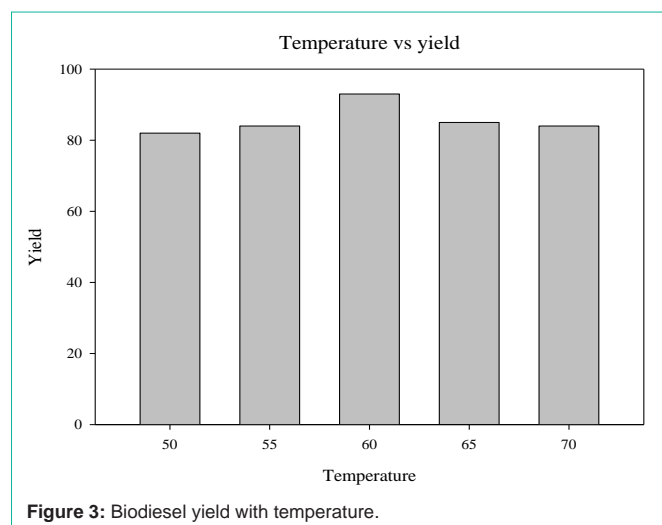 Temperature vs yield
100
80
60
40
20
0
Yield
50 55 60 65 70
Temperature
Figure 3: Biodiesel yield with temperature.